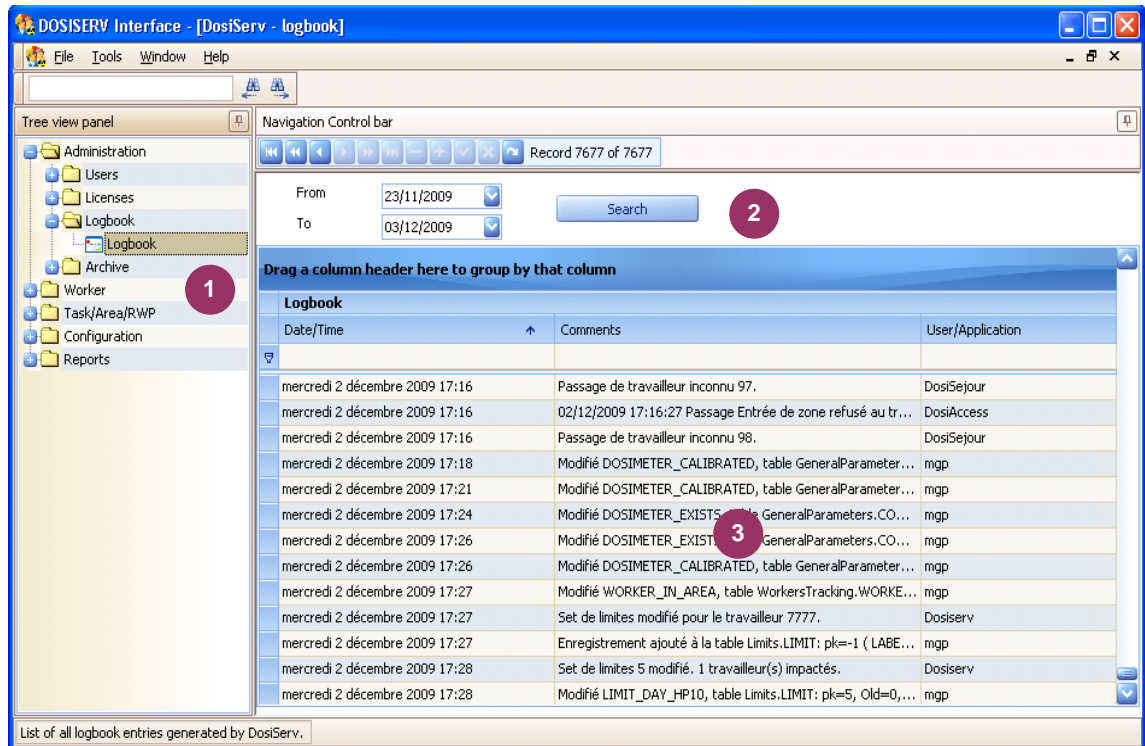 DOSISERV Interface - [DosiServ - logbook]
File Tools Window Help
Tree view panel
Administration
Users
Licenses
Logbook
Logbook
Archive
Worker
Task/Area/RWP
Configuration
Reports
1
Navigation Control bar
Record 7677 of 7677
From 23/11/2009
To 03/12/2009
Search
2
Drag a column header here to group by that column
Logbook
Date/Time Comments User/Application
mercredi 2 décembre 2009 17:16 Passage de travailleur inconnu 97. DosiSejour
mercredi 2 décembre 2009 17:16 02/12/2009 17:16:27 Passage Entrée de zone refusé au tr... DosiAccess
mercredi 2 décembre 2009 17:16 Passage de travailleur inconnu 98. DosiSejour
mercredi 2 décembre 2009 17:18 Modifié DOSIMETER_CALIBRATED, table GeneralParameter... mgp
mercredi 2 décembre 2009 17:21 Modifié DOSIMETER_CALIBRATED, table GeneralParameter... mgp
mercredi 2 décembre 2009 17:24 Modifié DOSIMETER_EXISTS, GeneralParameters.CO... mgp
mercredi 2 décembre 2009 17:26 Modifié GeneralParameters.CO... mgp
3
mercredi 2 décembre 2009 17:26 Modifié DOSIMETER_CALIBRATED, table GeneralParameter... mgp
mercredi 2 décembre 2009 17:27 Modifié WORKER_IN_AREA, table WorkersTracking.WORKE... mgp
mercredi 2 décembre 2009 17:27 Set de limites modifié pour le travailleur 7777. Dosiserv
mercredi 2 décembre 2009 17:27 Enregistrement ajouté à la table Limits.LIMIT: pk=-1 ( LABE... mgp
mercredi 2 décembre 2009 17:28 Set de limites 5 modifié. 1 travailleur(s) impactés. Dosiserv
mercredi 2 décembre 2009 17:28 Modifié LIMIT_DAY_HP10, table Limits.LIMIT: pk=5, Old=0,... mgp
List of all logbook entries generated by DosiServ.